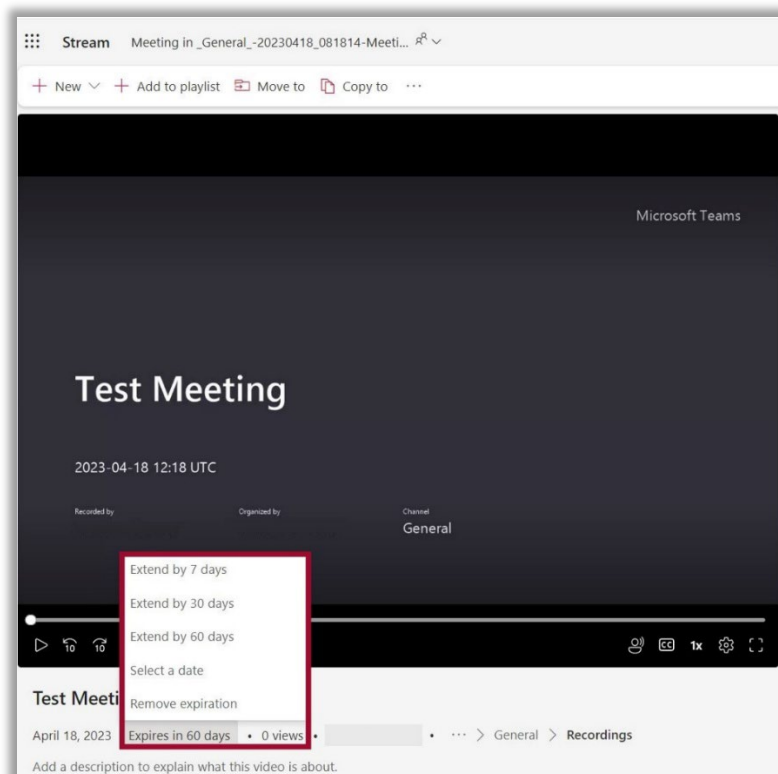 Stream Meeting in _General_-20230418_081814-Meeti...
New Add to playlist Move to Copy to ...
Microsoft Teams
Test Meeting
2023-04-18 12:18 UTC
Recorded by Organized by Channel
General
Extend by 7 days
Extend by 30 days
Extend by 60 days
Select a date
Remove expiration
10 10 CC 1x
Test Meeti
April 18, 2023 Expires in 60 days • 0 views • • ... > General > Recordings
Add a description to explain what this video is about.